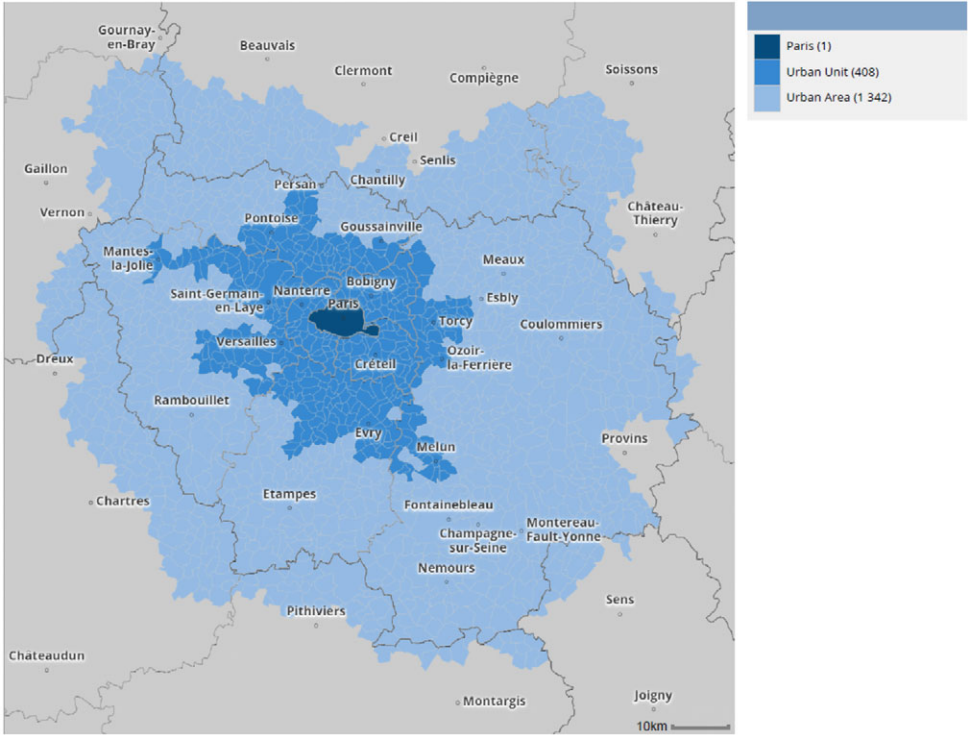 Gournay-
en-Bray
Beauvais
Clermont
Compiègne
Soissons
Creil
Senlis
Chantilly
Gaillon
Vernon
Persan
Pontoise
Goussainville
Château-
Thierry
Mantes-
la-Jolie
Meaux
Saint-Germain-
en-Laye
Nanterre
Bobigny
Paris
Esbly
Torcy
Coulommiers
Versailles
Créteil
Ozoir-
la-Ferrière
Dreux
Rambouillet
Evry
Melun
Provins
Chartres
Etampes
Fontainebleau
Champagne-
sur-Seine
Montereau-
Fault-Yonne
Nemours
Pithiviers
Sens
Chateaudun
Montargis
Joigny
10km
Paris (1)
Urban Unit (408)
Urban Area (1 342)